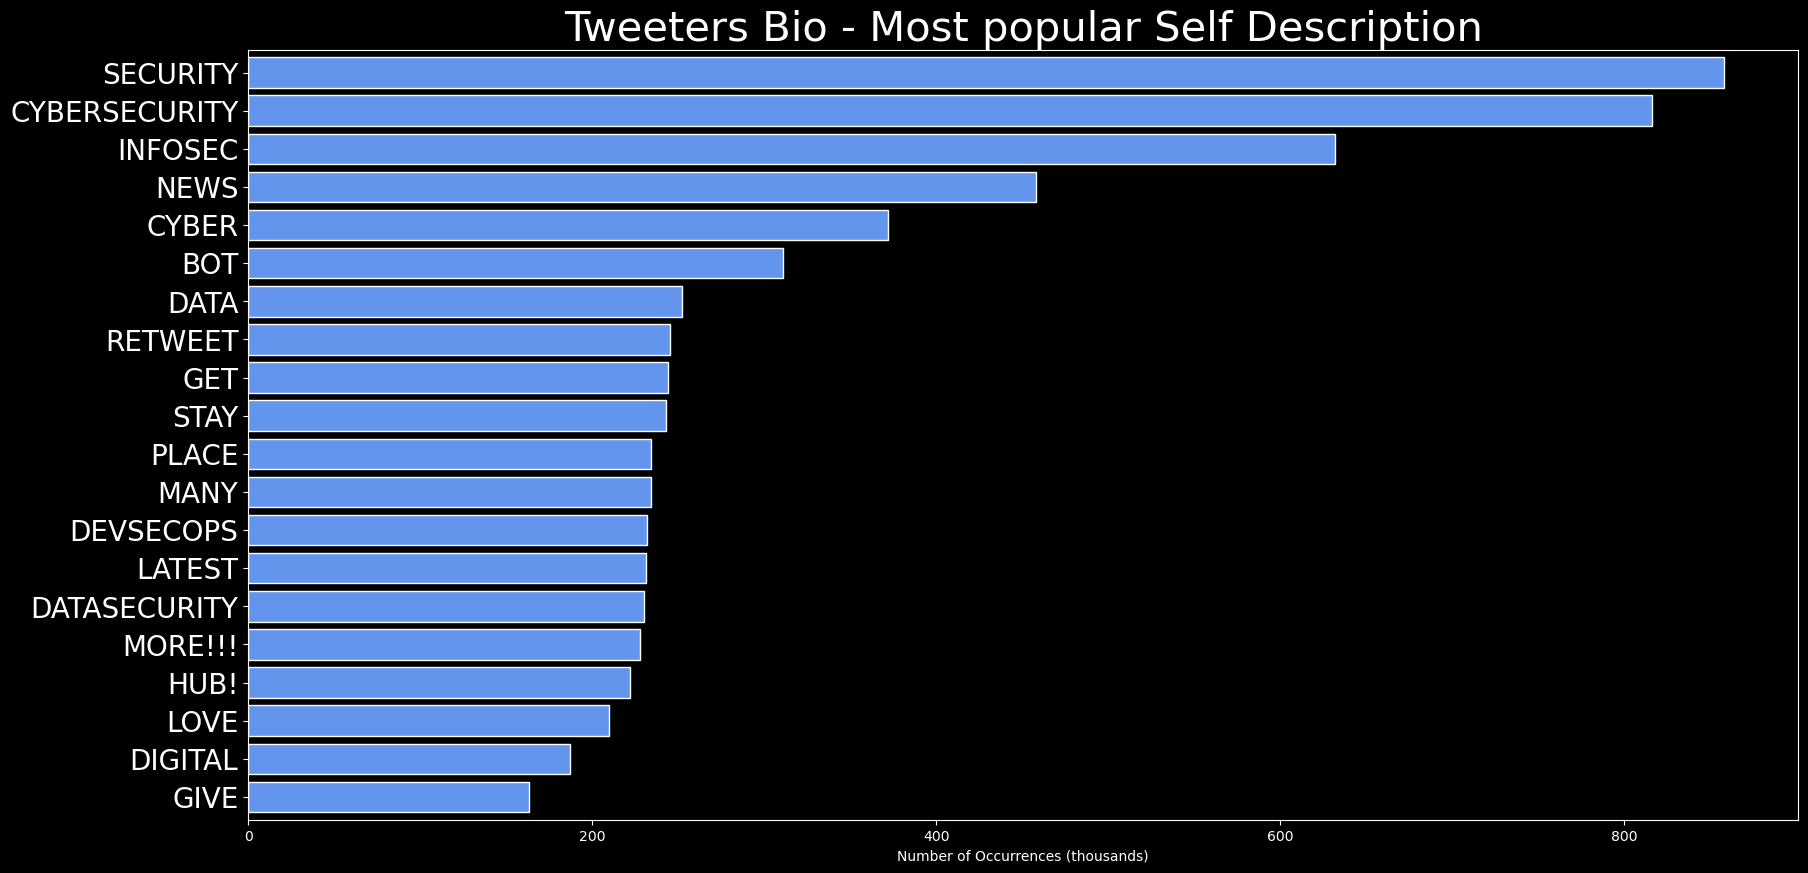 Tweeters Bio - Most popular Self Description
SECURITY
CYBERSECURITY
INFOSEC
NEWS
CYBER
BOT
DATA
RETWEET
GET
STAY
PLACE
MANY
DEVSECOPS
LATEST
DATASECURITY
MORE!!!
HUB!
LOVE
DIGITAL
GIVE
0 200 400 600 800
Number of Occurrences (thousands)